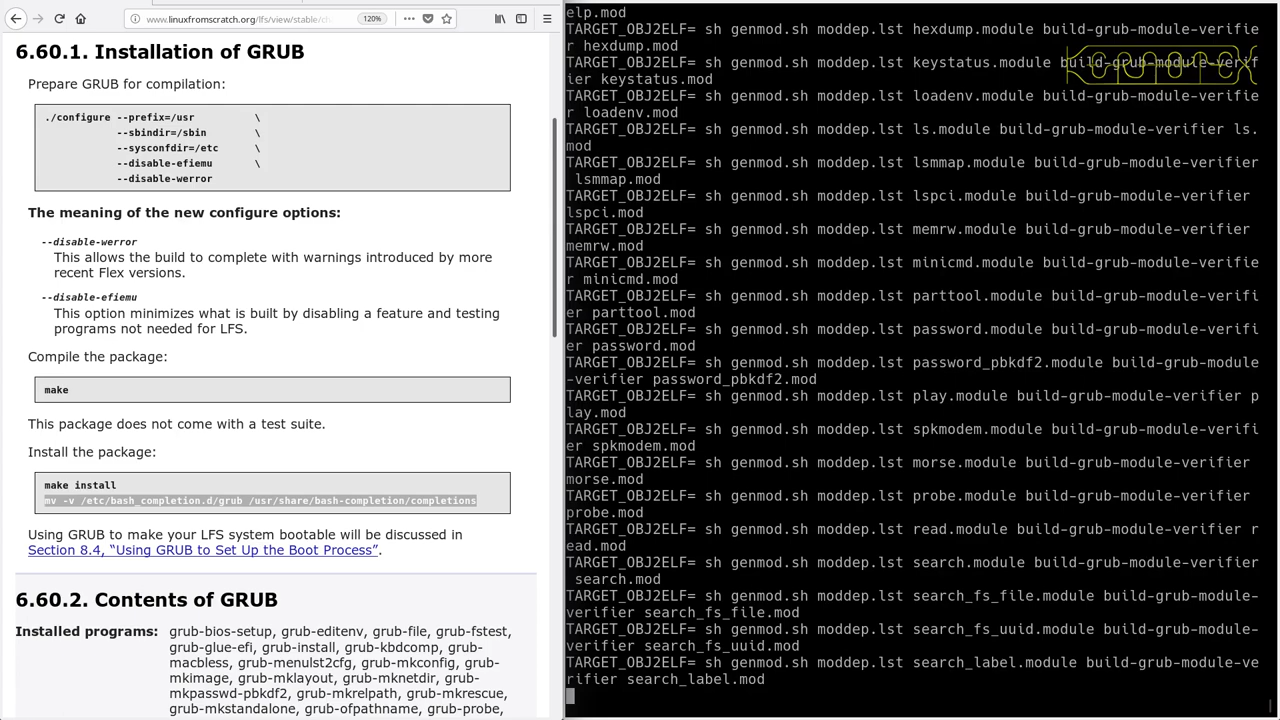 www.linuxfromscratch.org/lfs/view/stable/ch
120%
6.60.1. Installation of GRUB
Prepare GRUB for compilation:
./configure --prefix=/usr          \
            --sbindir=/sbin        \
            --sysconfdir=/etc      \
            --disable-efiemu       \
            --disable-werror
The meaning of the new configure options:
--disable-werror
This allows the build to complete with warnings introduced by more
recent Flex versions.
--disable-efiemu
This option minimizes what is built by disabling a feature and testing
programs not needed for LFS.
Compile the package:
make
This package does not come with a test suite.
Install the package:
make install
mv -v /etc/bash_completion.d/grub /usr/share/bash-completion/completions
Using GRUB to make your LFS system bootable will be discussed in
Section 8.4, “Using GRUB to Set Up the Boot Process”.
6.60.2. Contents of GRUB
Installed programs: grub-bios-setup, grub-editenv, grub-file, grub-fstest,
grub-glue-efi, grub-install, grub-kbdcomp, grub-
macbless, grub-menulst2cfg, grub-mkconfig, grub-
mkimage, grub-mklayout, grub-mknetdir, grub-
mkpasswd-pbkdf2, grub-mkrelpath, grub-mkrescue,
grub-mkstandalone, grub-ofpathname, grub-probe,
elp.mod
TARGET_OBJ2ELF= sh genmod.sh moddep.lst hexdump.module build-grub-module-verifie
r hexdump.mod
TARGET_OBJ2ELF= sh genmod.sh moddep.lst keystatus.module build-grub-module-verif
ier keystatus.mod
TARGET_OBJ2ELF= sh genmod.sh moddep.lst loadenv.module build-grub-module-verifie
r loadenv.mod
TARGET_OBJ2ELF= sh genmod.sh moddep.lst ls.module build-grub-module-verifier ls.
mod
TARGET_OBJ2ELF= sh genmod.sh moddep.lst lsmmap.module build-grub-module-verifier
 lsmmap.mod
TARGET_OBJ2ELF= sh genmod.sh moddep.lst lspci.module build-grub-module-verifier
lspci.mod
TARGET_OBJ2ELF= sh genmod.sh moddep.lst memrw.module build-grub-module-verifier
memrw.mod
TARGET_OBJ2ELF= sh genmod.sh moddep.lst minicmd.module build-grub-module-verifie
r minicmd.mod
TARGET_OBJ2ELF= sh genmod.sh moddep.lst parttool.module build-grub-module-verifi
er parttool.mod
TARGET_OBJ2ELF= sh genmod.sh moddep.lst password.module build-grub-module-verifi
er password.mod
TARGET_OBJ2ELF= sh genmod.sh moddep.lst password_pbkdf2.module build-grub-module
-verifier password_pbkdf2.mod
TARGET_OBJ2ELF= sh genmod.sh moddep.lst play.module build-grub-module-verifier p
lay.mod
TARGET_OBJ2ELF= sh genmod.sh moddep.lst spkmodem.module build-grub-module-verifi
er spkmodem.mod
TARGET_OBJ2ELF= sh genmod.sh moddep.lst morse.module build-grub-module-verifier
morse.mod
TARGET_OBJ2ELF= sh genmod.sh moddep.lst probe.module build-grub-module-verifier
probe.mod
TARGET_OBJ2ELF= sh genmod.sh moddep.lst read.module build-grub-module-verifier r
ead.mod
TARGET_OBJ2ELF= sh genmod.sh moddep.lst search.module build-grub-module-verifier
 search.mod
TARGET_OBJ2ELF= sh genmod.sh moddep.lst search_fs_file.module build-grub-module-
verifier search_fs_file.mod
TARGET_OBJ2ELF= sh genmod.sh moddep.lst search_fs_uuid.module build-grub-module-
verifier search_fs_uuid.mod
TARGET_OBJ2ELF= sh genmod.sh moddep.lst search_label.module build-grub-module-ve
rifier search_label.mod